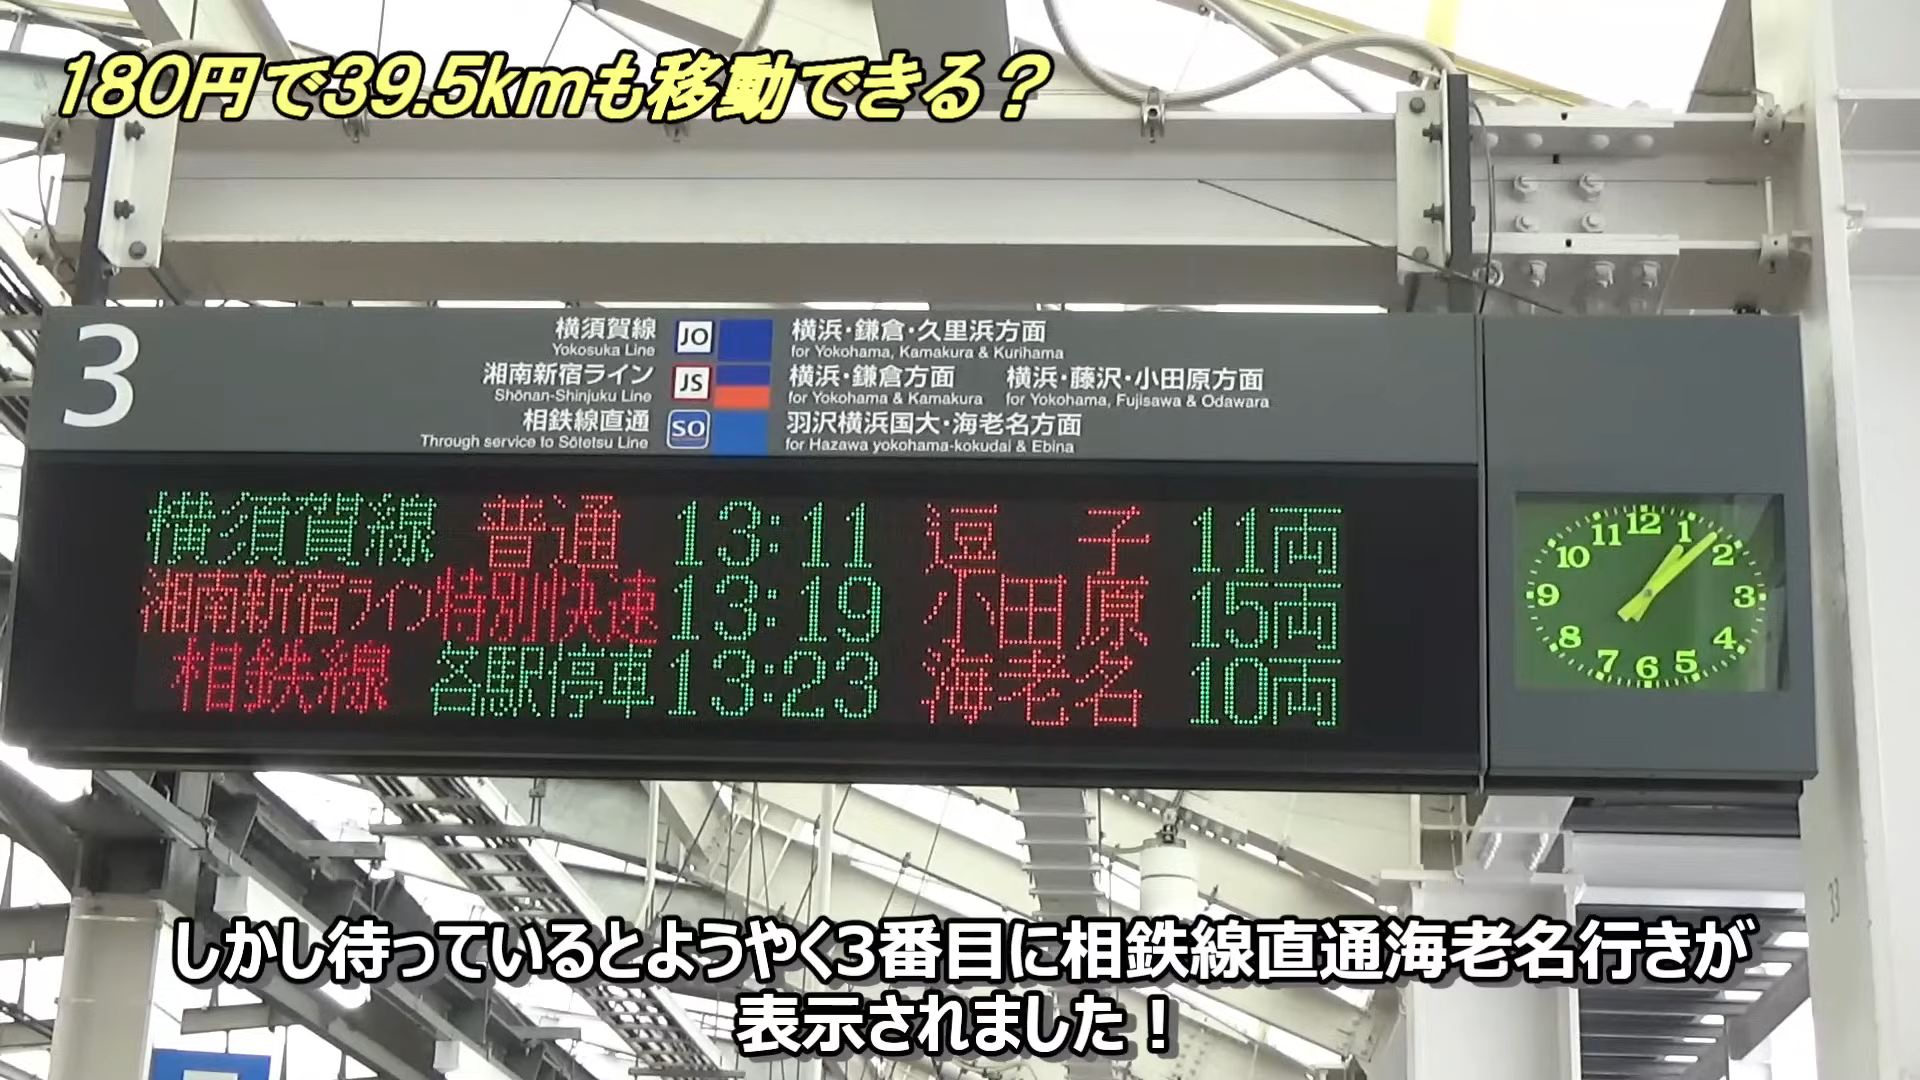 180円で39.5kmも移動できる？
3
横須賀線 JO 横浜・鎌倉・久里浜方面
Yokosuka Line for Yokohama, Kamakura & Kurihama
湘南新宿ライン JS 横浜・鎌倉方面 横浜・藤沢・小田原方面
Shōnan-Shinjuku Line for Yokohama & Kamakura for Yokohama, Fujisawa & Odawara
相鉄線直通 SO 羽沢横浜国大・海老名方面
Through service to Sōtetsu Line for Hazawa yokohama-kokudai & Ebina
横須賀線 普通 13:11 逗子 11両
湘南新宿ライン 特別快速 13:19 小田原 15両
相鉄線 各駅停車 13:23 海老名 10両
12 1 2 3 4 5 6 7 8 9 10 11
33
しかし待っているとようやく3番目に相鉄線直通海老名行きが
表示されました！